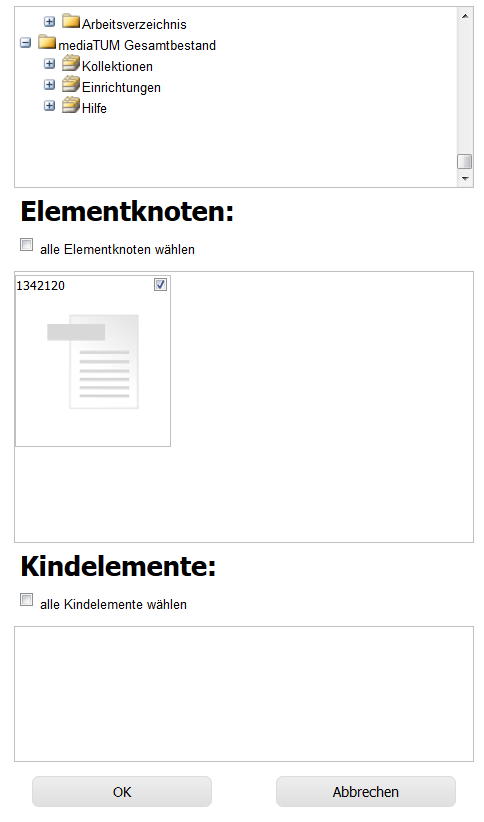 Arbeitsverzeichnis
mediaTUM Gesamtbestand
Kollektionen
Einrichtungen
Hilfe
Elementknoten:
alle Elementknoten wählen
1342120
Kindelemente:
alle Kindelemente wählen
OK
Abbrechen